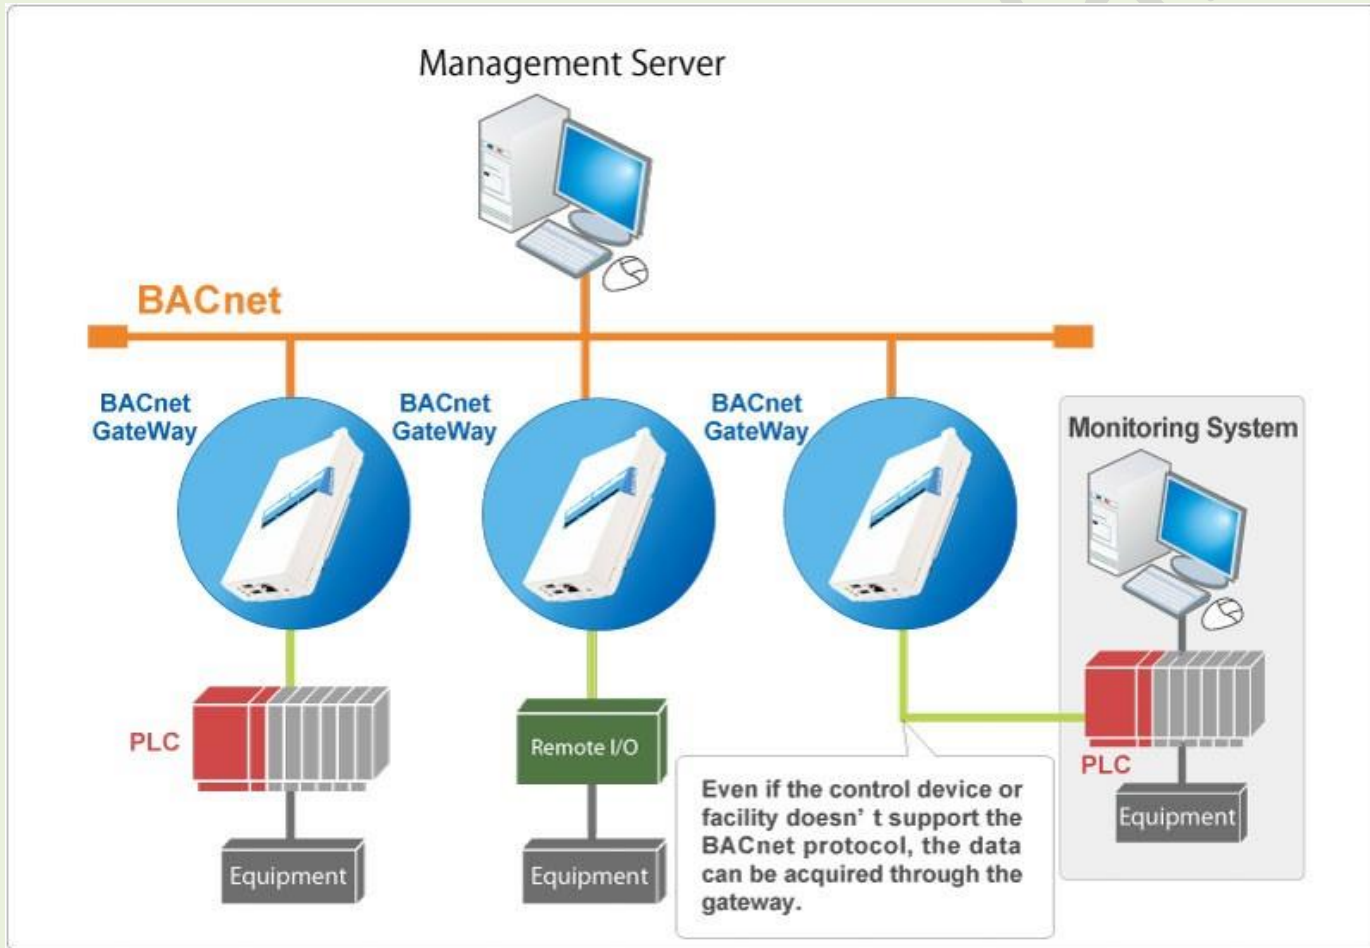 Management Server
BACnet
BACnet
GateWay
BACnet
GateWay
BACnet
GateWay
Monitoring System
PLC
Remote I/O
PLC
Equipment
Even if the control device or
facility doesn’ t support the
BACnet protocol, the data
can be acquired through the
gateway.
Equipment
Equipment